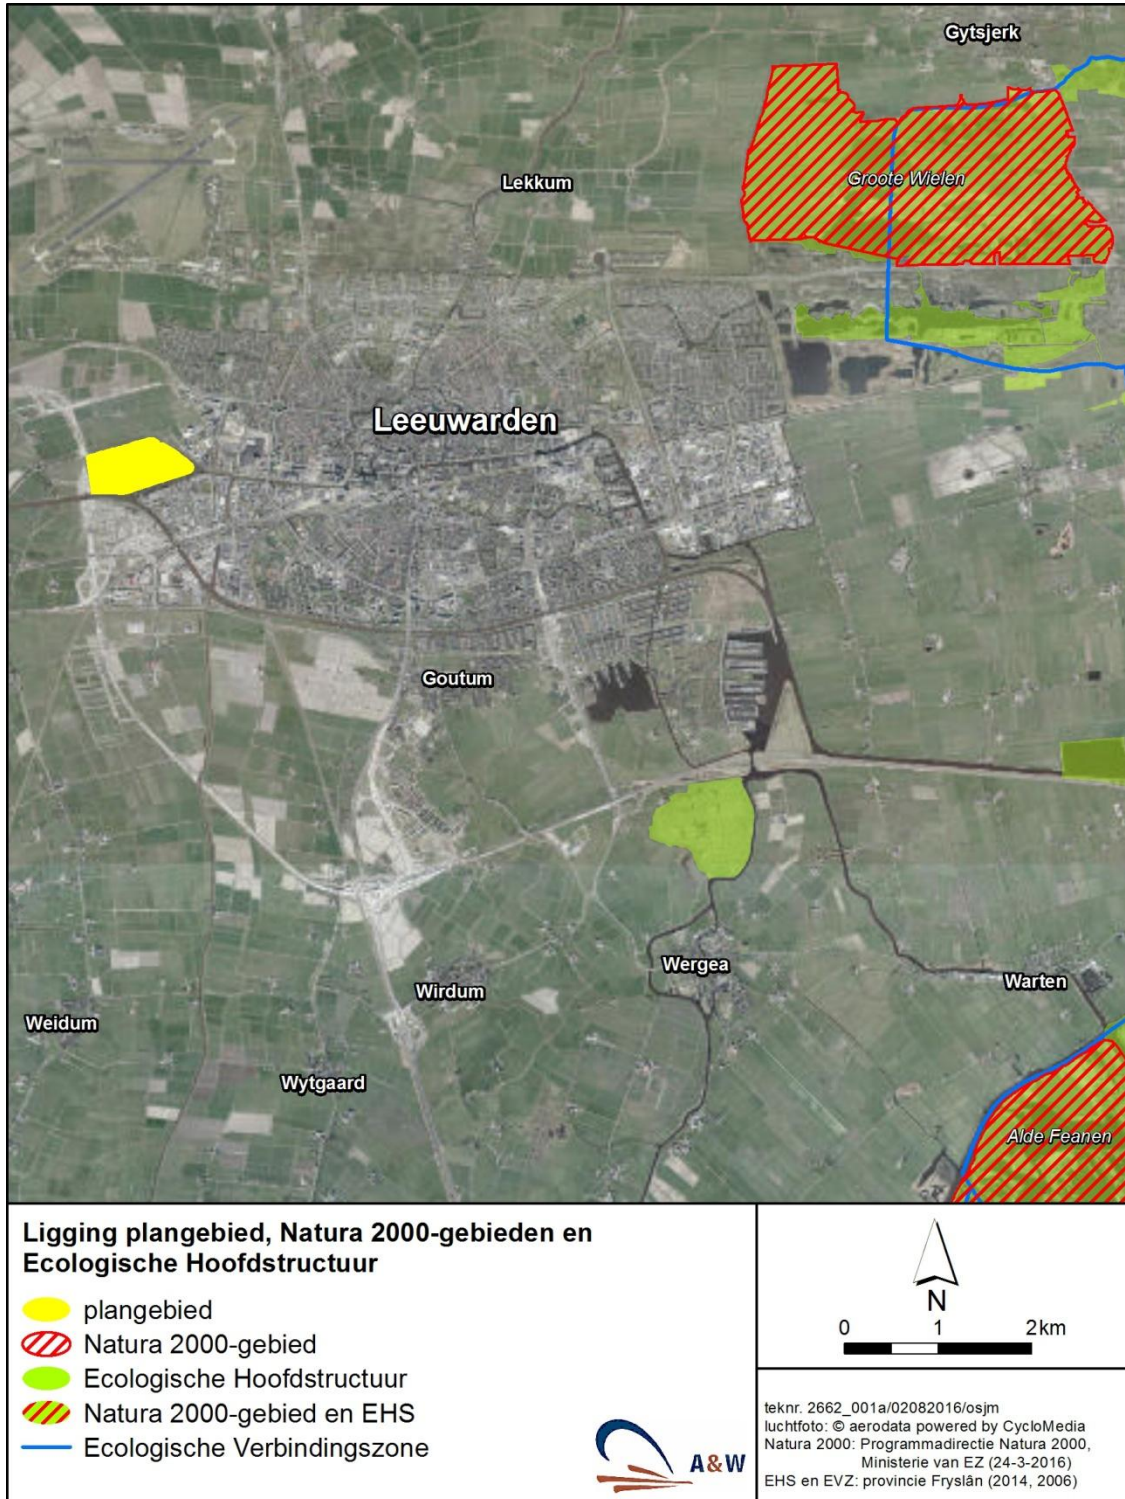 Gytsjerk
Lekkum
Groote Wielen
Leeuwarden
Goutum
Wergea
Warten
Wirdum
Weidum
Wytgaard
Alde Feanen
Ligging plangebied, Natura 2000-gebieden en
Ecologische Hoofdstructuur
plangebied
Natura 2000-gebied
Ecologische Hoofdstructuur
Natura 2000-gebied en EHS
Ecologische Verbindingszone
A&W
N
0 1 2 km
teknr. 2662_001a/02082016/osjm
luchtfoto: © aerodata powered by CycloMedia
Natura 2000: Programmadirectie Natura 2000,
Ministerie van EZ (24-3-2016)
EHS en EVZ: provincie Fryslân (2014, 2006)